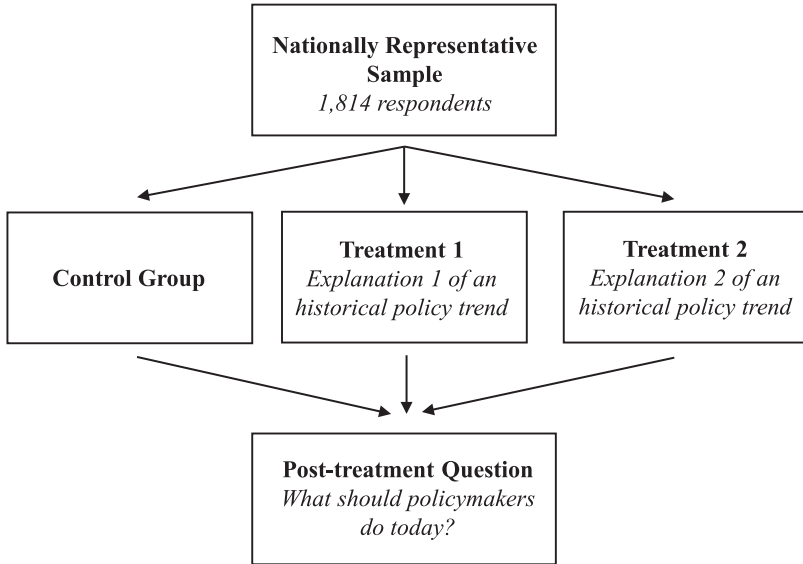 Nationally Representative
Sample
1,814 respondents
Control Group
Treatment 1
Explanation 1 of an
historical policy trend
Treatment 2
Explanation 2 of an
historical policy trend
Post-treatment Question
What should policymakers
do today?